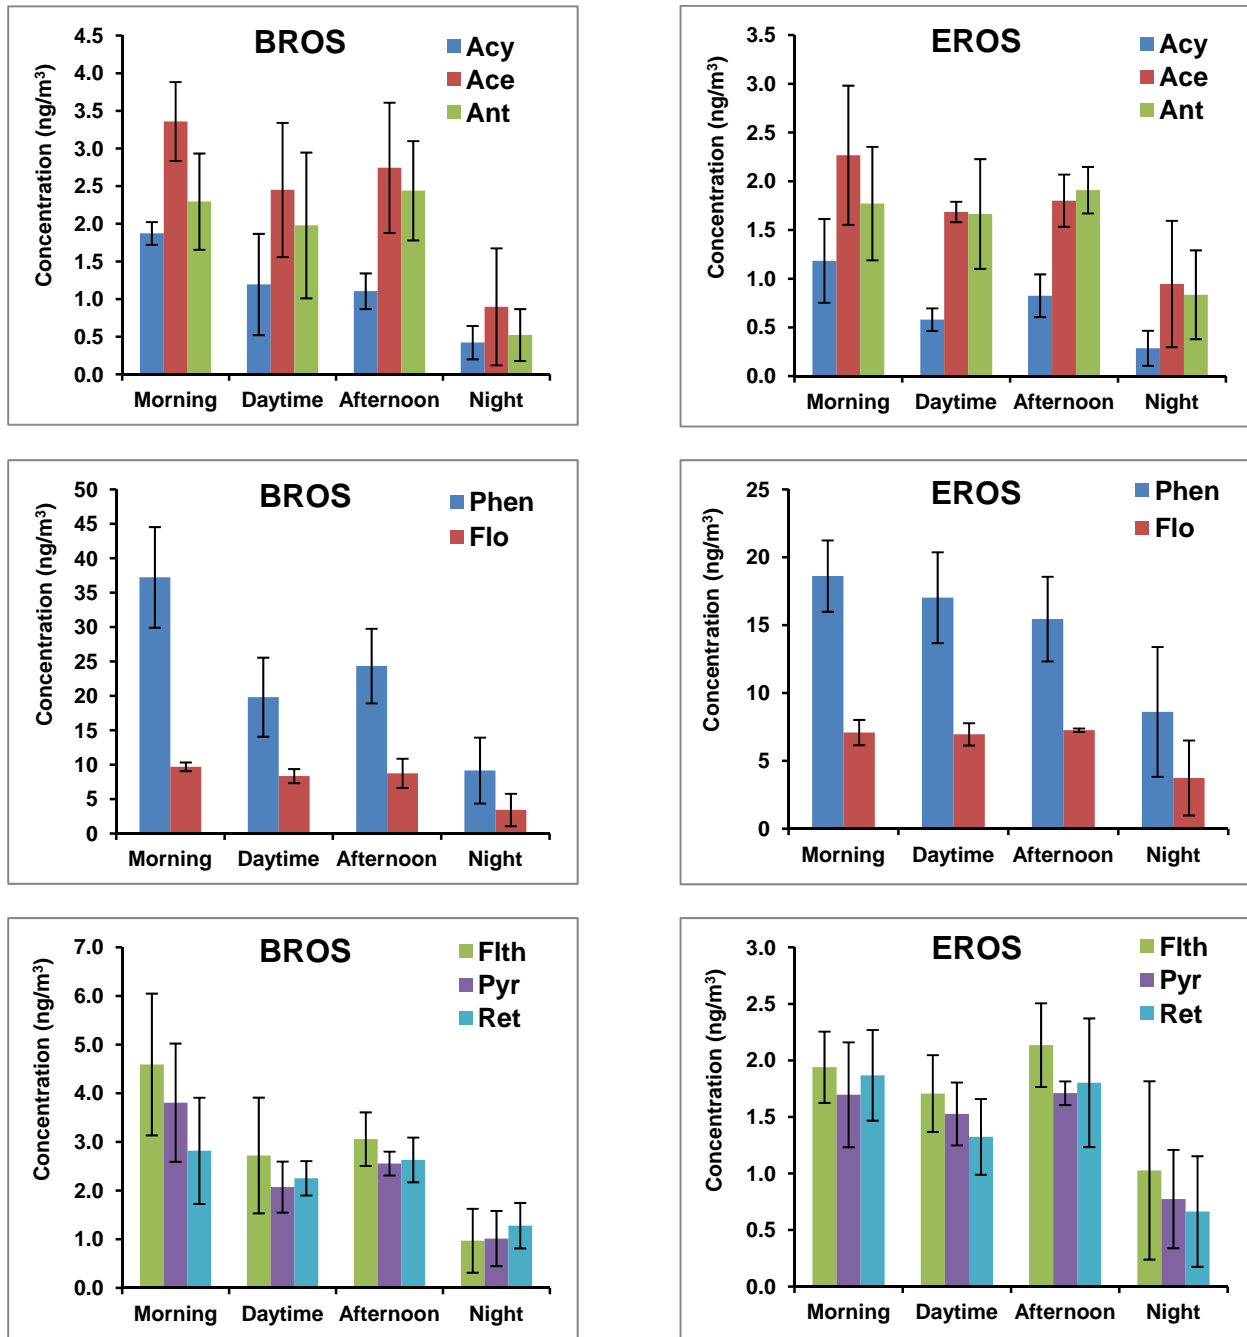 BROS
Acy
Ace
Ant
Concentration (ng/m³)
4.5
4.0
3.5
3.0
2.5
2.0
1.5
1.0
0.5
0.0
Morning Daytime Afternoon Night
EROS
Acy
Ace
Ant
Concentration (ng/m³)
3.5
3.0
2.5
2.0
1.5
1.0
0.5
0.0
Morning Daytime Afternoon Night
BROS
Phen
Flo
Concentration (ng/m³)
50
45
40
35
30
25
20
15
10
5
0
Morning Daytime Afternoon Night
EROS
Phen
Flo
Concentration (ng/m³)
25
20
15
10
5
0
Morning Daytime Afternoon Night
BROS
Flth
Pyr
Ret
Concentration (ng/m³)
7.0
6.0
5.0
4.0
3.0
2.0
1.0
0.0
Morning Daytime Afternoon Night
EROS
Flth
Pyr
Ret
Concentration (ng/m³)
3.0
2.5
2.0
1.5
1.0
0.5
0.0
Morning Daytime Afternoon Night